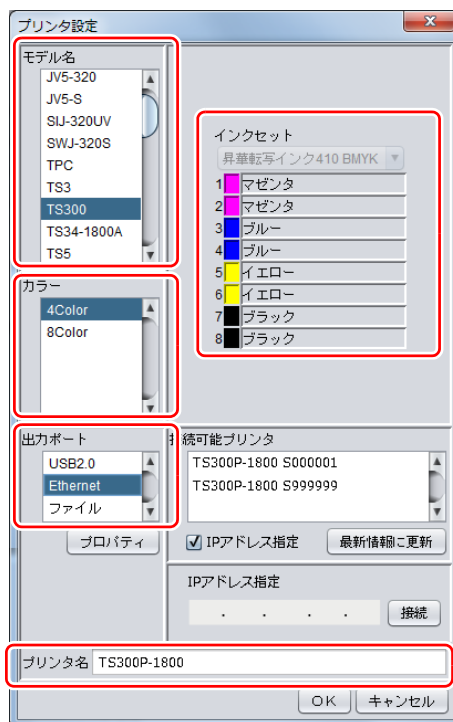 プリンタ設定
モデル名
JV5-320
JV5-S
SIJ-320UV
SWJ-320S
TPC
TS3
TS300
TS34-1800A
TS5
インクセット
昇華転写インク410 BMYK
1 マゼンタ
2 マゼンタ
3 ブルー
4 ブルー
5 イエロー
6 イエロー
7 ブラック
8 ブラック
カラー
4Color
8Color
出力ポート
USB2.0
Ethernet
ファイル
プロパティ
接続可能プリンタ
TS300P-1800 S000001
TS300P-1800 S999999
IPアドレス指定
最新情報に更新
IPアドレス指定
. . . .
接続
プリンタ名 TS300P-1800
OK キャンセル